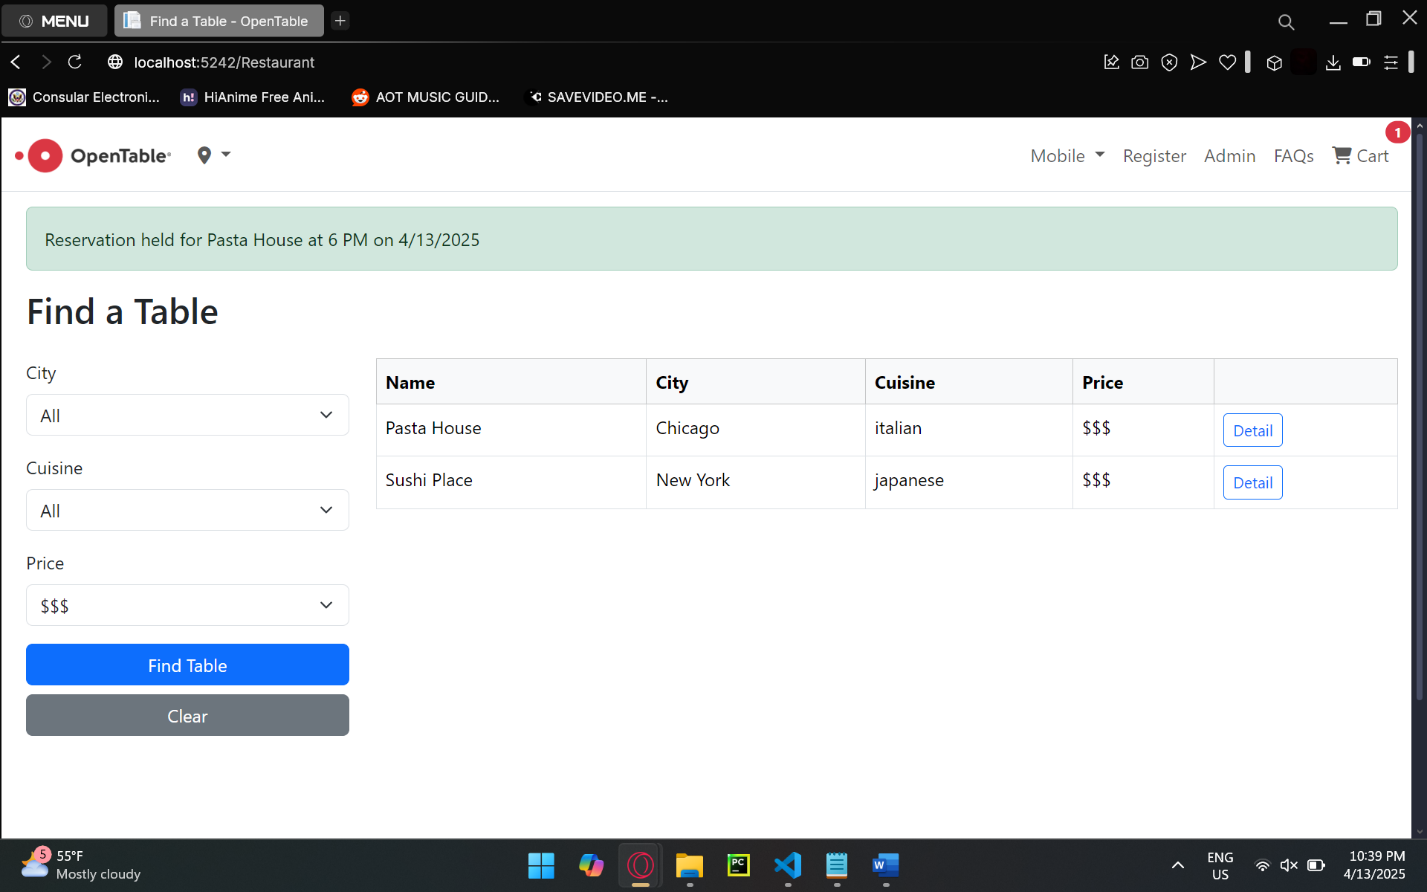 MENU
Find a Table - OpenTable
localhost:5242/Restaurant
Consular Electroni...
h! HiAnime Free Ani...
AOT MUSIC GUID...
SAVEVIDEO.ME -...
OpenTable
Mobile Register Admin FAQs Cart 1
Reservation held for Pasta House at 6 PM on 4/13/2025
Find a Table
City
All
Cuisine
All
Price
$$$
Find Table
Clear
Name City Cuisine Price
Pasta House Chicago italian $$$ Detail
Sushi Place New York japanese $$$ Detail
5
55°F
Mostly cloudy
PC
W
ENG
US
10:39 PM
4/13/2025